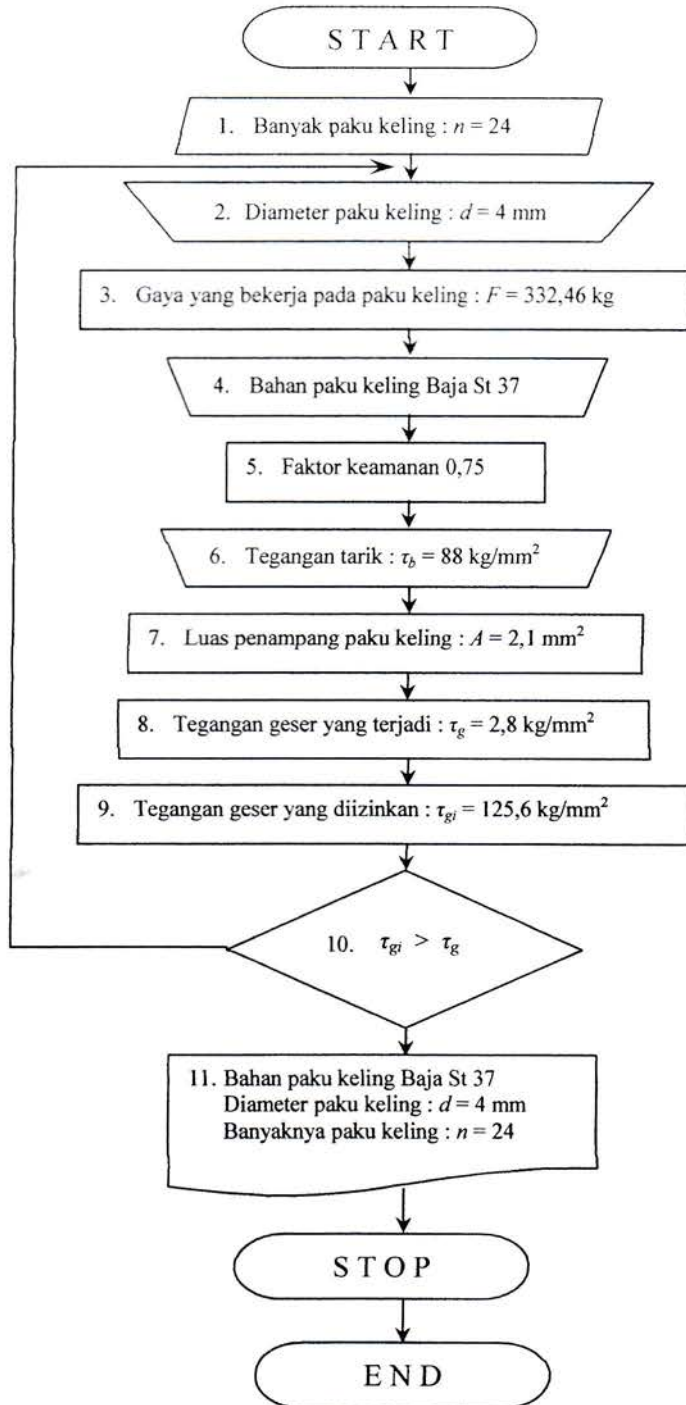 START
1. Banyak paku keling : n = 24
2. Diameter paku keling : d = 4 mm
3. Gaya yang bekerja pada paku keling : F = 332,46 kg
4. Bahan paku keling Baja St 37
5. Faktor keamanan 0,75
6. Tegangan tarik : τb = 88 kg/mm²
7. Luas penampang paku keling : A = 2,1 mm²
8. Tegangan geser yang terjadi : τg = 2,8 kg/mm²
9. Tegangan geser yang diizinkan : τgi = 125,6 kg/mm²
10. τgi > τg
11. Bahan paku keling Baja St 37
Diameter paku keling : d = 4 mm
Banyaknya paku keling : n = 24
STOP
END